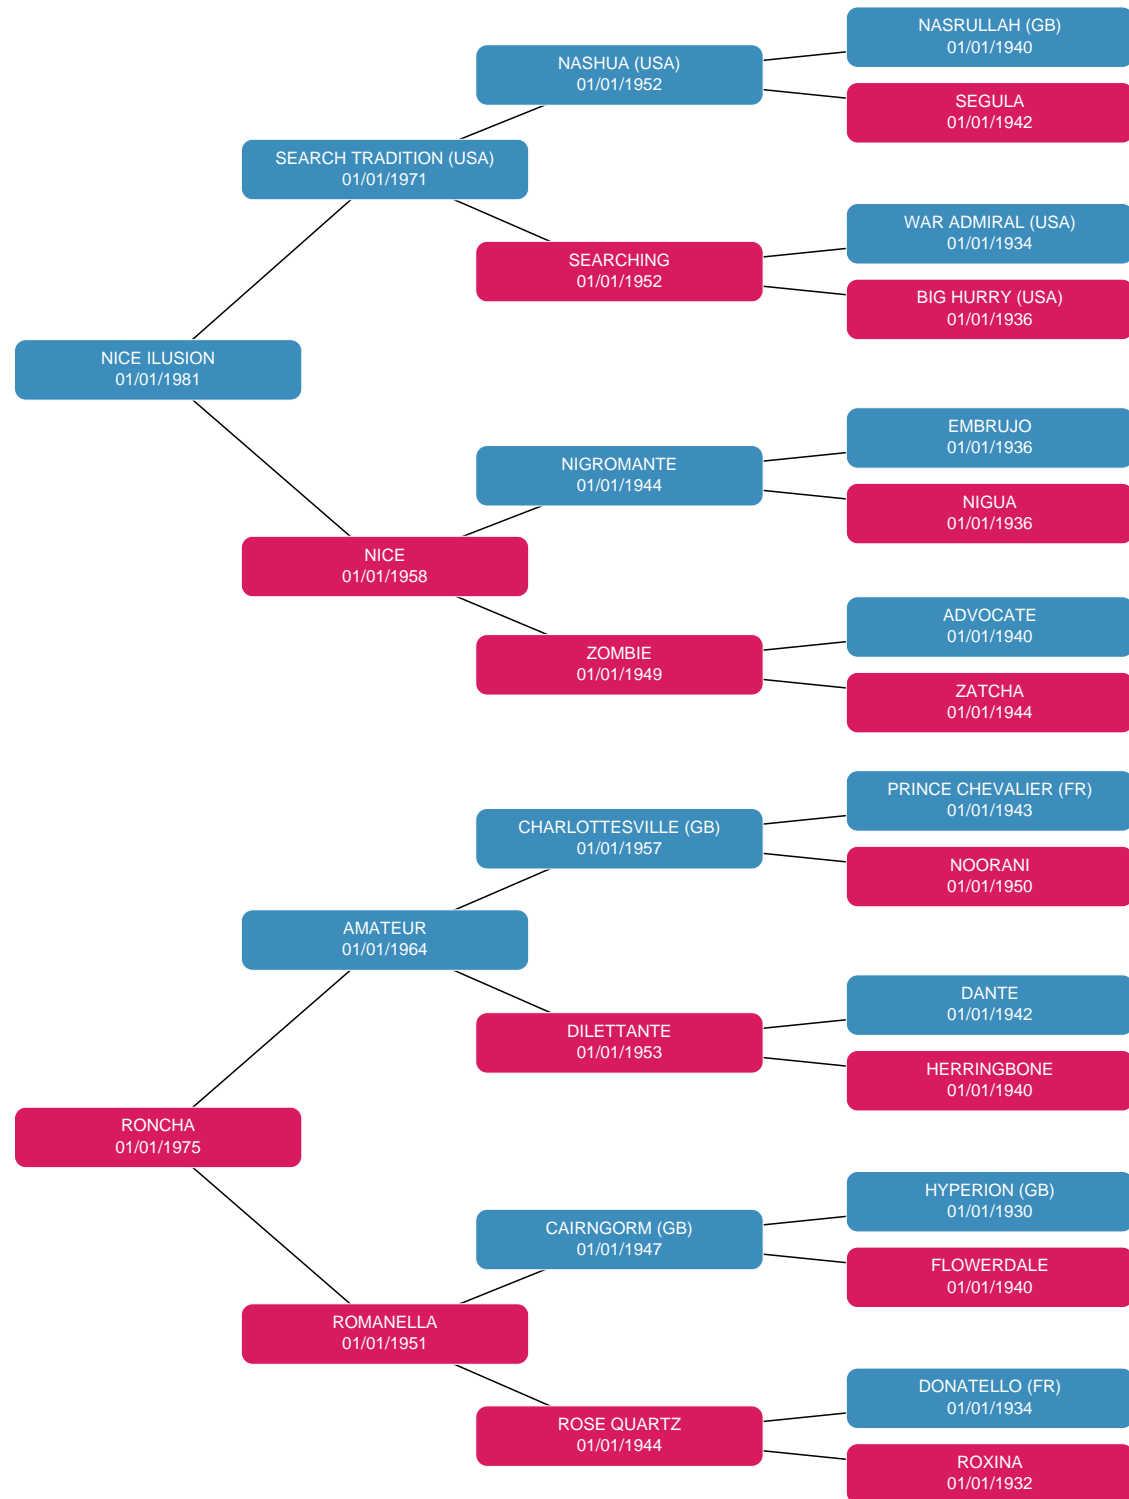 NASRULLAH (GB)
01/01/1940
NASHUA (USA)
01/01/1952
SEGULA
01/01/1942
SEARCH TRADITION (USA)
01/01/1971
WAR ADMIRAL (USA)
01/01/1934
SEARCHING
01/01/1952
BIG HURRY (USA)
01/01/1936
NICE ILUSION
01/01/1981
EMBRUJO
01/01/1936
NIGROMANTE
01/01/1944
NIGUA
01/01/1936
NICE
01/01/1958
ADVOCATE
01/01/1940
ZOMBIE
01/01/1949
ZATCHA
01/01/1944
PRINCE CHEVALIER (FR)
01/01/1943
CHARLOTTESVILLE (GB)
01/01/1957
NOORANI
01/01/1950
AMATEUR
01/01/1964
DANTE
01/01/1942
DILETTANTE
01/01/1953
HERRINGBONE
01/01/1940
RONCHA
01/01/1975
HYPERION (GB)
01/01/1930
CAIRNGORM (GB)
01/01/1947
FLOWERDALE
01/01/1940
ROMANELLA
01/01/1951
DONATELLO (FR)
01/01/1934
ROSE QUARTZ
01/01/1944
ROXINA
01/01/1932